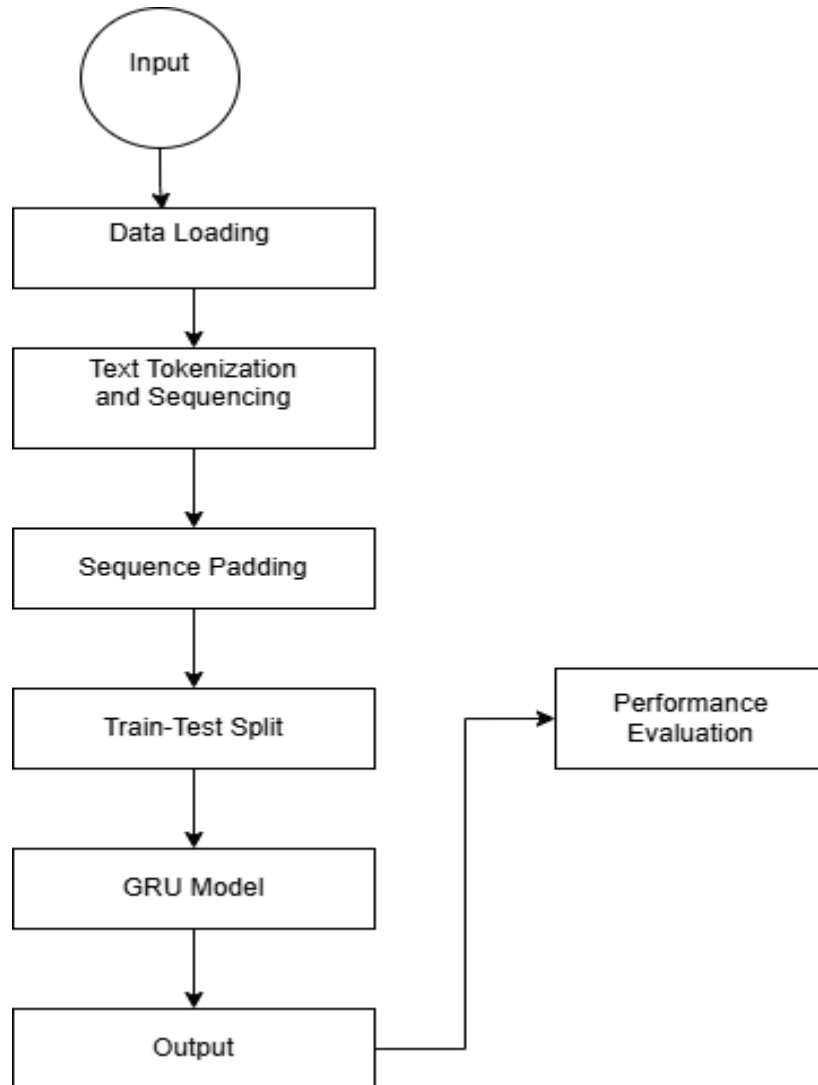 Input
Data Loading
Text Tokenization
and Sequencing
Sequence Padding
Train-Test Split
GRU Model
Output
Performance
Evaluation